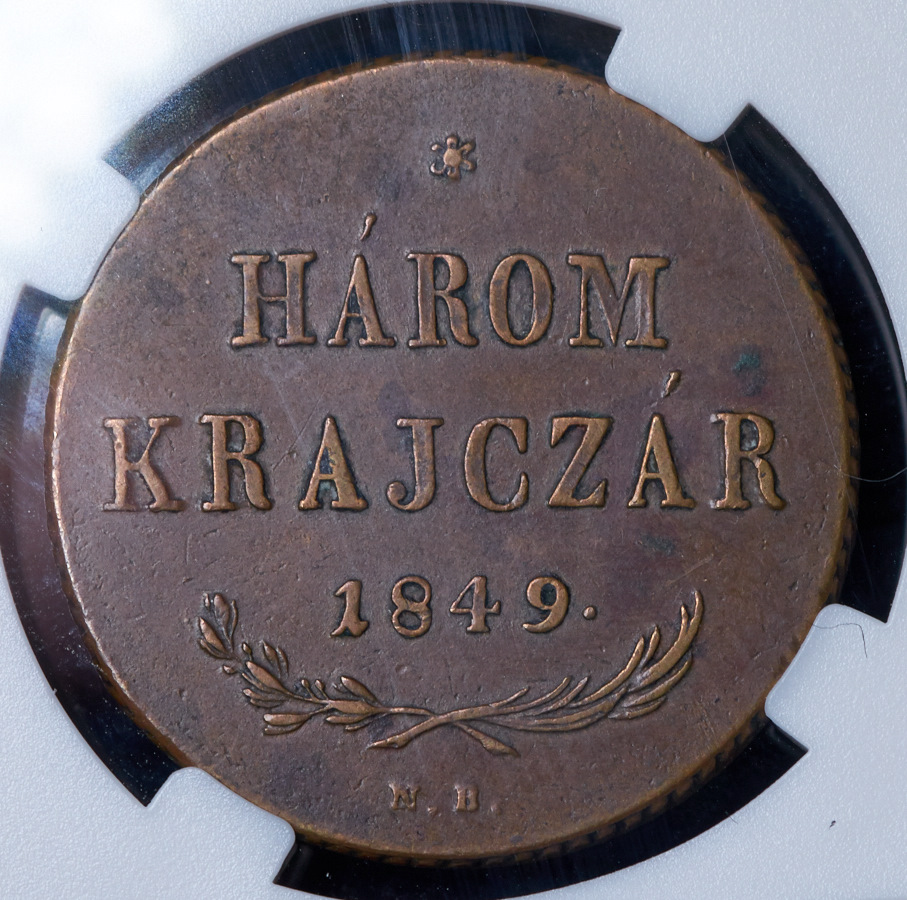 HÁROM
KRAJCZÁR
1849.
N. B.